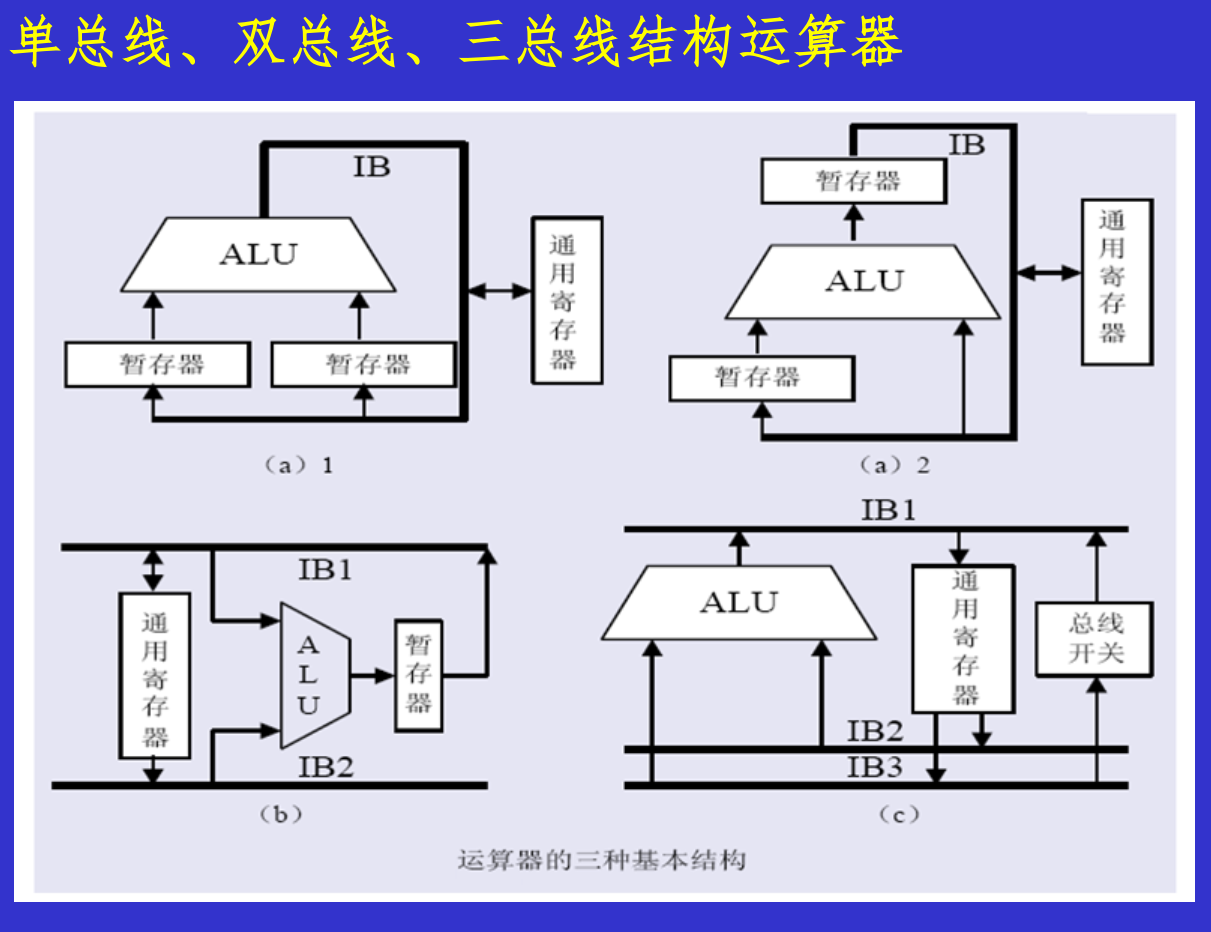 单总线、双总线、三总线结构运算器
IB
ALU
暂存器
暂存器
通用寄存器
(a)1
IB
暂存器
ALU
暂存器
通用寄存器
(a)2
IB1
通用寄存器
ALU
暂存器
IB2
(b)
IB1
ALU
通用寄存器
总线
开关
IB2
IB3
(c)
运算器的三种基本结构